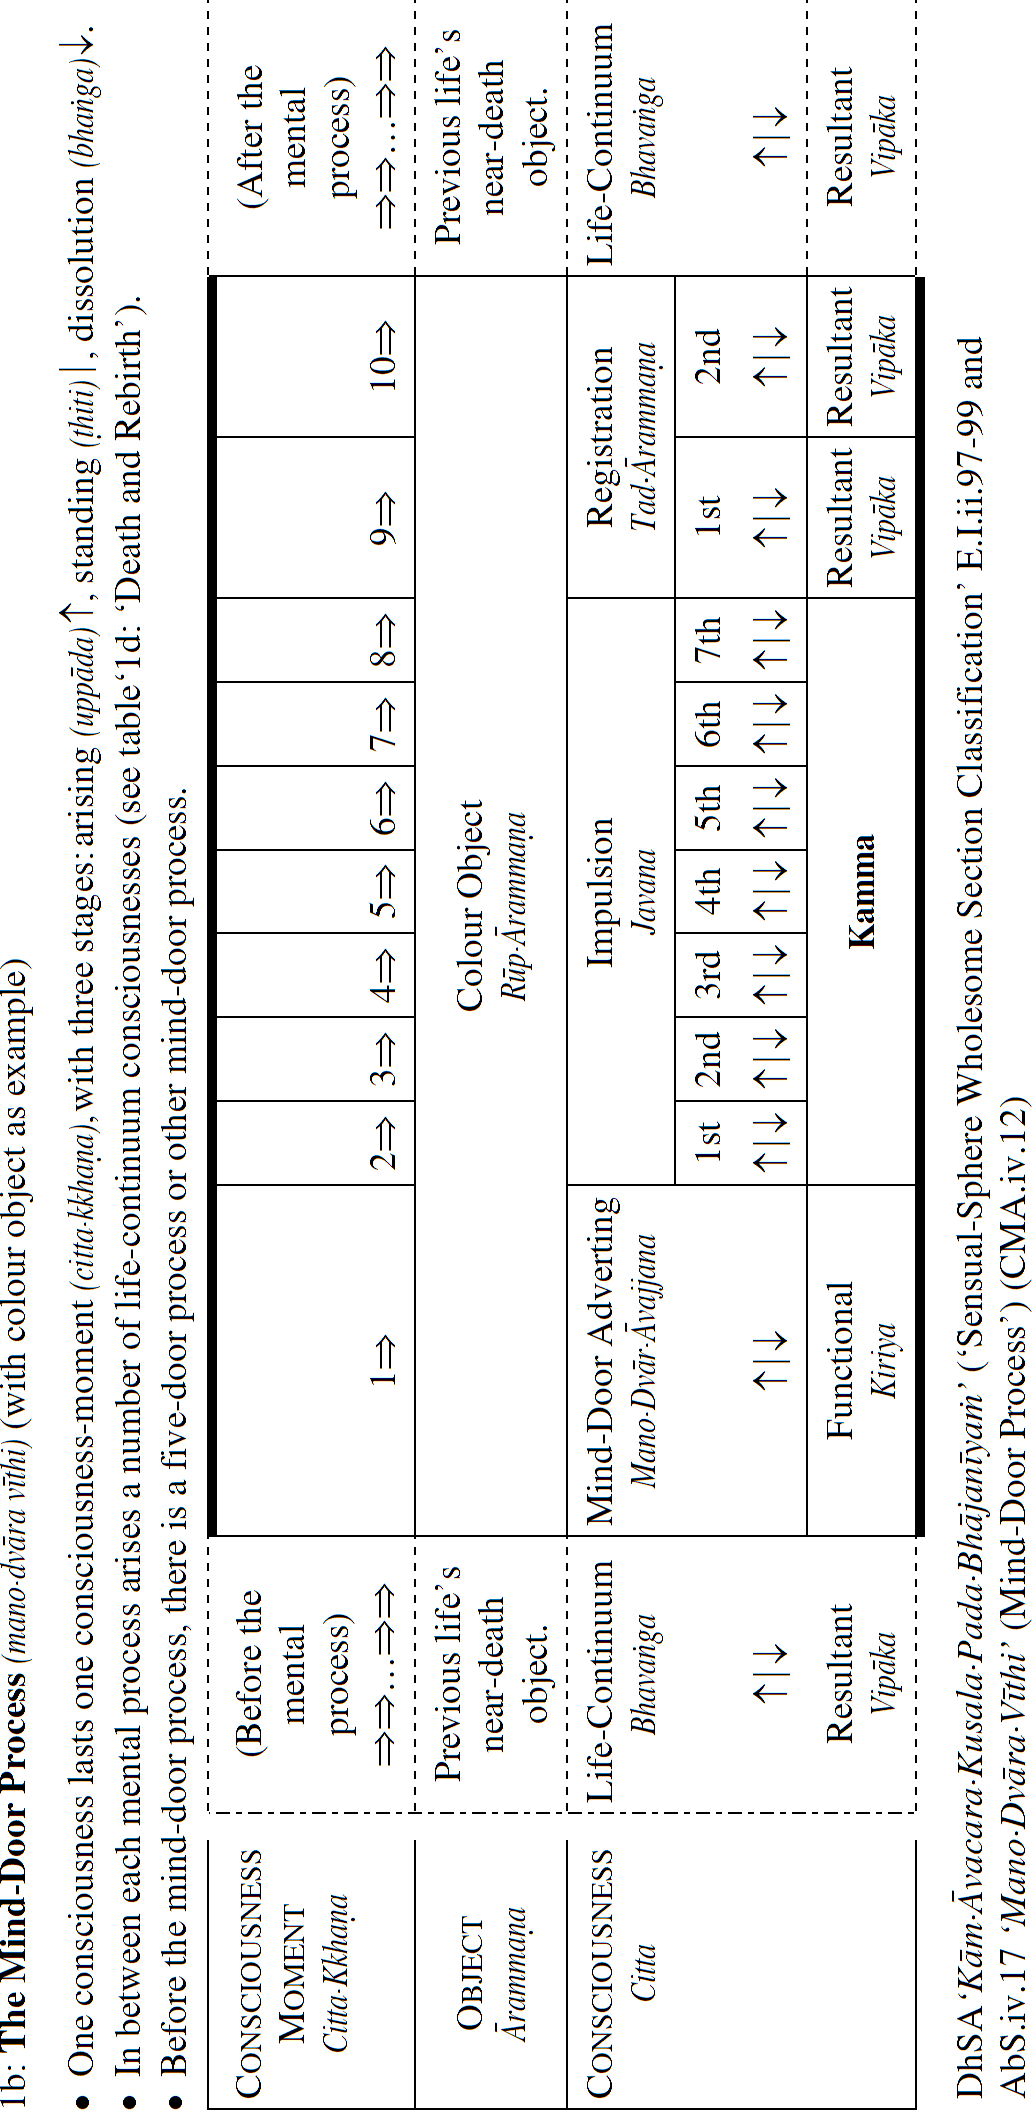 1b: The Mind-Door Process (mano·dvāra vīthi) (with colour object as example)
• One consciousness lasts one consciousness-moment (citta·kkhaṇa), with three stages: arising (uppāda)↑, standing (ṭhiti)│, dissolution (bhaṅga)↓.
• In between each mental process arises a number of life-continuum consciousnesses (see table‘1d: ‘Death and Rebirth’).
• Before the mind-door process, there is a five-door process or other mind-door process.
CONSCIOUSNESS
MOMENT
Citta·Kkhaṇa
(Before the
mental
process)
⇒⇒…⇒⇒
1⇒ 2⇒ 3⇒ 4⇒ 5⇒ 6⇒ 7⇒ 8⇒ 9⇒ 10⇒
(After the
mental
process)
⇒⇒…⇒⇒
OBJECT
Ārammaṇa
Previous life’s
near-death
object.
Colour Object
Rūp·Ārammaṇa
Previous life’s
near-death
object.
CONSCIOUSNESS
Citta
Life-Continuum
Bhavaṅga
↑|↓
Resultant
Vipāka
Mind-Door Adverting
Mano·Dvār·Āvajjana
↑|↓
Functional
Kiriya
Impulsion
Javana
1st 2nd 3rd 4th 5th 6th 7th
↑|↓ ↑|↓ ↑|↓ ↑|↓ ↑|↓ ↑|↓ ↑|↓
Kamma
Registration
Tad·Ārammaṇa
1st 2nd
↑|↓ ↑|↓
Resultant Resultant
Vipāka Vipāka
Life-Continuum
Bhavaṅga
↑|↓
Resultant
Vipāka
DhSA ‘Kām·Āvacara·Kusala·Pada·Bhājanīyaṁ’ (‘Sensual-Sphere Wholesome Section Classification’ E.I.ii.97-99 and
AbS.iv.17 ‘Mano·Dvāra·Vīthi’ (Mind-Door Process’) (CMA.iv.12)